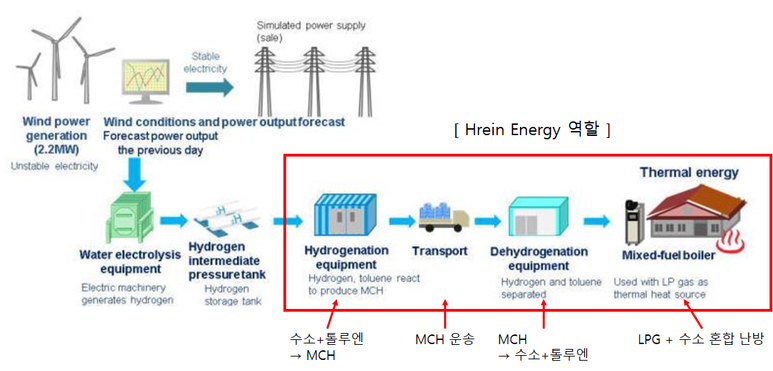 Simulated power supply
(sale)
Stable
electricity
Wind power
generation
(2.2MW)
Unstable electricity
Wind conditions and power output forecast
Forecast power output
the previous day
[ Hrein Energy 역할 ]
Thermal energy
H₂
H₂
Water electrolysis
equipment
Electric machinery
generates hydrogen
Hydrogen
intermediate
pressure tank
Hydrogen
storage tank
Hydrogenation
equipment
Hydrogen, toluene react
to produce MCH
Transport
Dehydrogenation
equipment
Hydrogen and toluene
separated
Mixed-fuel boiler
Used with LP gas as
thermal heat source
수소+톨루엔
→ MCH
MCH 운송
MCH
→ 수소+톨루엔
LPG + 수소 혼합 난방